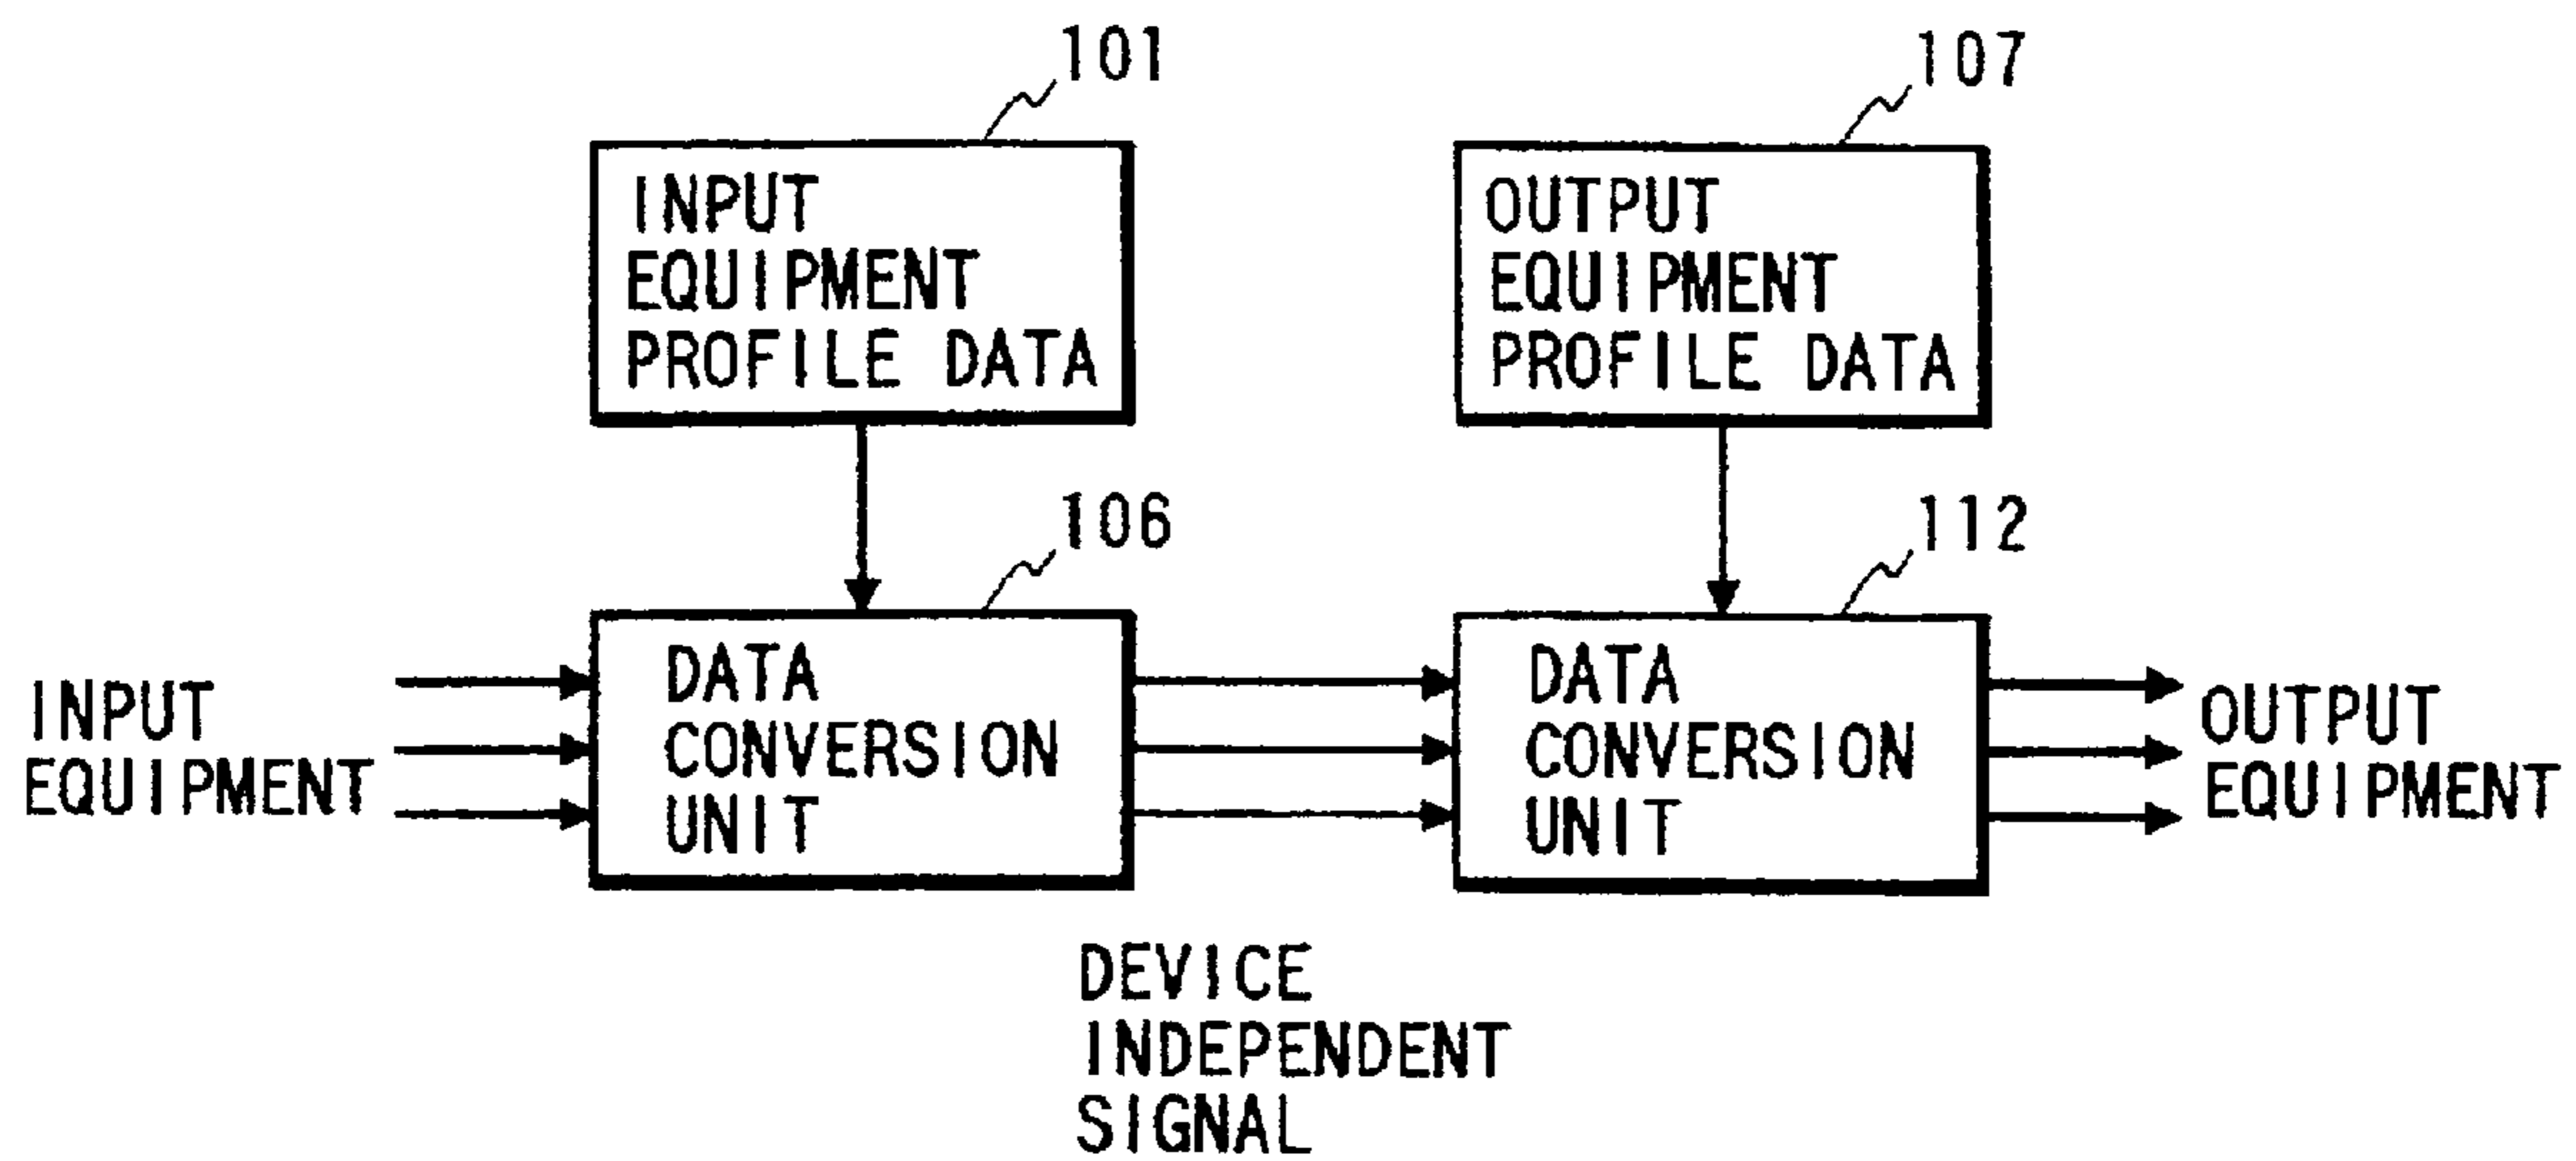 101
INPUT
EQUIPMENT
PROFILE DATA
107
OUTPUT
EQUIPMENT
PROFILE DATA
INPUT
EQUIPMENT
106
DATA
CONVERSION
UNIT
112
DATA
CONVERSION
UNIT
OUTPUT
EQUIPMENT
DEVICE
INDEPENDENT
SIGNAL